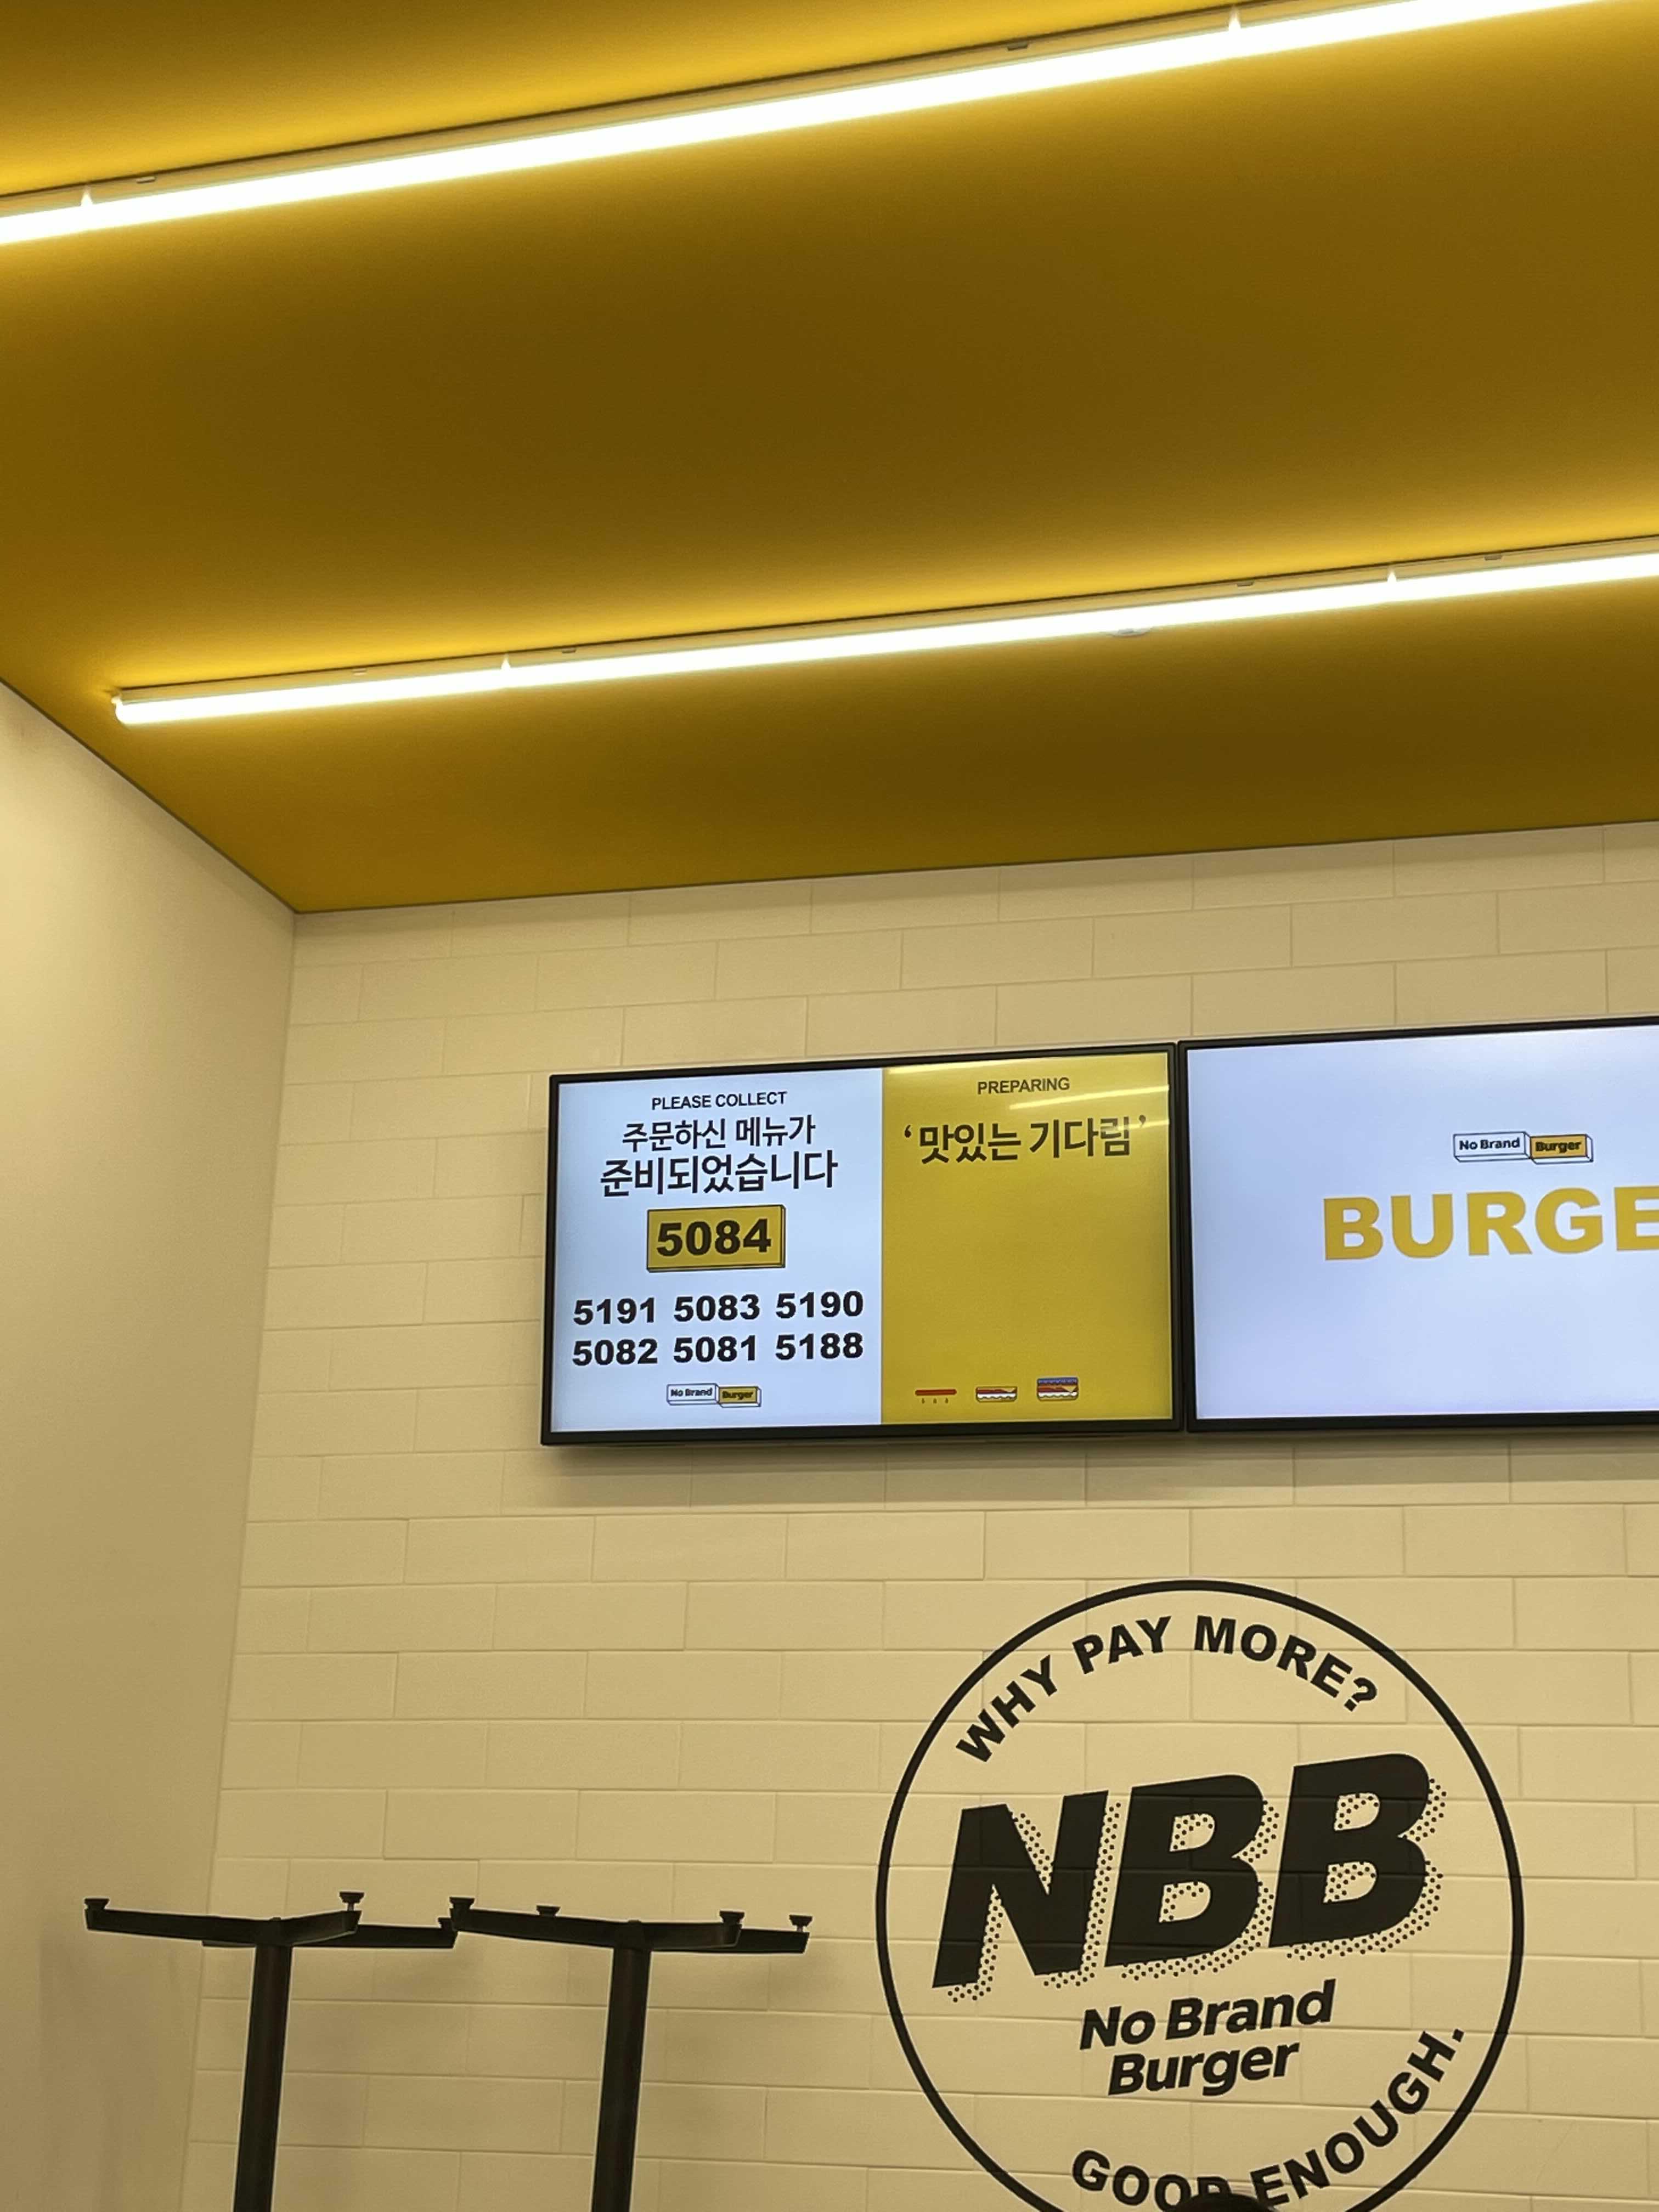 PLEASE COLLECT
주문하신 메뉴가
준비되었습니다
5084
5191 5083 5190
5082 5081 5188
No Brand Burger
PREPARING
‘맛있는 기다림’
No Brand Burger
BURGE
WHY PAY MORE?
NBB
No Brand
Burger
GOOD ENOUGH.